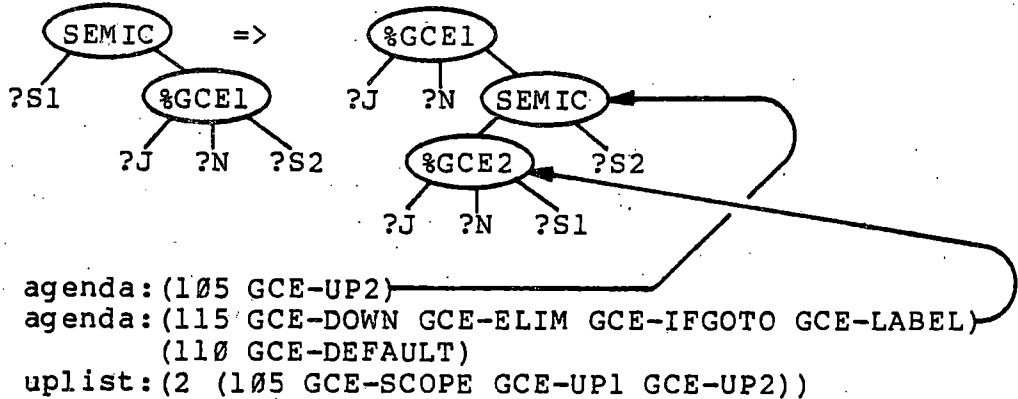 SEMIC => %GCE1
?S1 %GCE1 ?J ?N SEMIC
?J ?N ?S2 %GCE2 ?S2
?J ?N ?S1
agenda:(1Ø5 GCE-UP2)
agenda:(115 GCE-DOWN GCE-ELIM GCE-IFGOTO GCE-LABEL)
(11Ø GCE-DEFAULT)
uplist:(2 (1Ø5 GCE-SCOPE GCE-UP1 GCE-UP2))